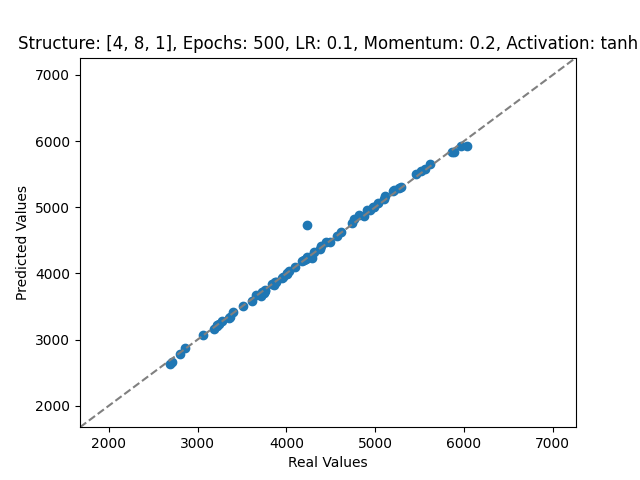 Structure: [4, 8, 1], Epochs: 500, LR: 0.1, Momentum: 0.2, Activation: tanh
7000
6000
5000
4000
3000
2000
Predicted Values
2000 3000 4000 5000 6000 7000
Real Values